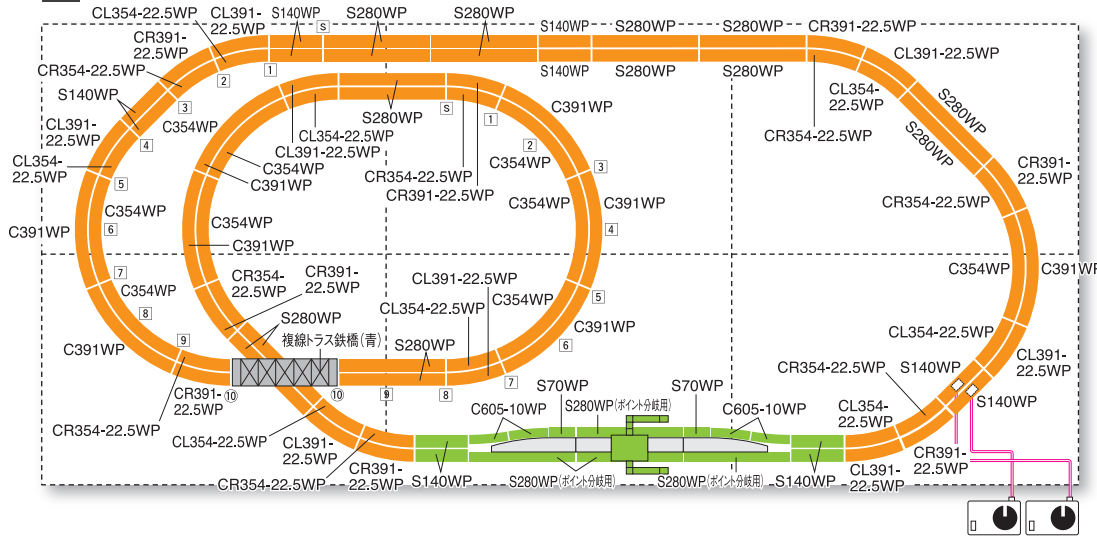 CL354-22.5WP
CL391-
22.5WP
S140WP
S
S280WP
S280WP
S140WP
S280WP
S280WP
CR391-22.5WP
CR391-
22.5WP
CR354-22.5WP
S140WP
CL391-
22.5WP
CL354-
22.5WP
1
2
3
4
5
C354WP
S140WP
S280WP
S280WP
CL391-22.5WP
CL354-
22.5WP
CR354-22.5WP
S280WP
S280WP
CR391-
22.5WP
CR354-22.5WP
S280WP
S
1
CL354-22.5WP
CL391-22.5WP
C354WP
C391WP
CR354-22.5WP
CR391-22.5WP
C391WP
2
C354WP
3
C354WP
C391WP
4
C354WP
C391WP
6
C354WP
C391WP
C354WP
C391WP
7
C354WP
8
C391WP
9
CR354-
22.5WP
CR391-
22.5WP
S280WP
複線トラス鉄橋(青)
CL391-22.5WP
CL354-22.5WP
C354WP
5
C391WP
6
S280WP
7
8
9
⑩
⑩
CR391-
22.5WP
CR354-22.5WP
CL354-22.5WP
CL391-
22.5WP
CR354-22.5WP
CR391-
22.5WP
S140WP
C605-10WP
S70WP
S280WP(ポイント分岐用)
S70WP
C605-10WP
S280WP(ポイント分岐用)
S280WP(ポイント分岐用)
S140WP
CL354-22.5WP
CL391-
22.5WP
CR354-22.5WP
S140WP
S140WP
CL354-
22.5WP
CR391-
22.5WP
CL391-
22.5WP